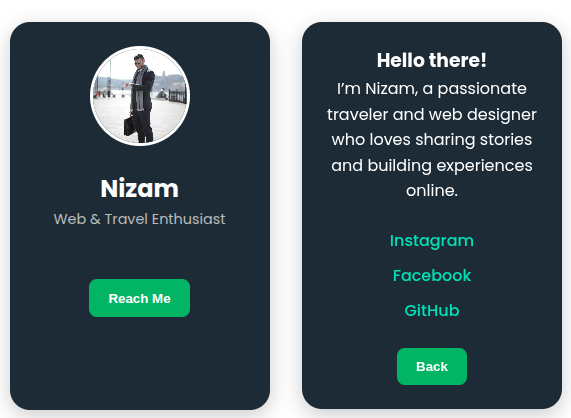 Nizam
Web & Travel Enthusiast
Reach Me
Hello there!
I’m Nizam, a passionate
traveler and web designer
who loves sharing stories
and building experiences
online.
Instagram
Facebook
GitHub
Back